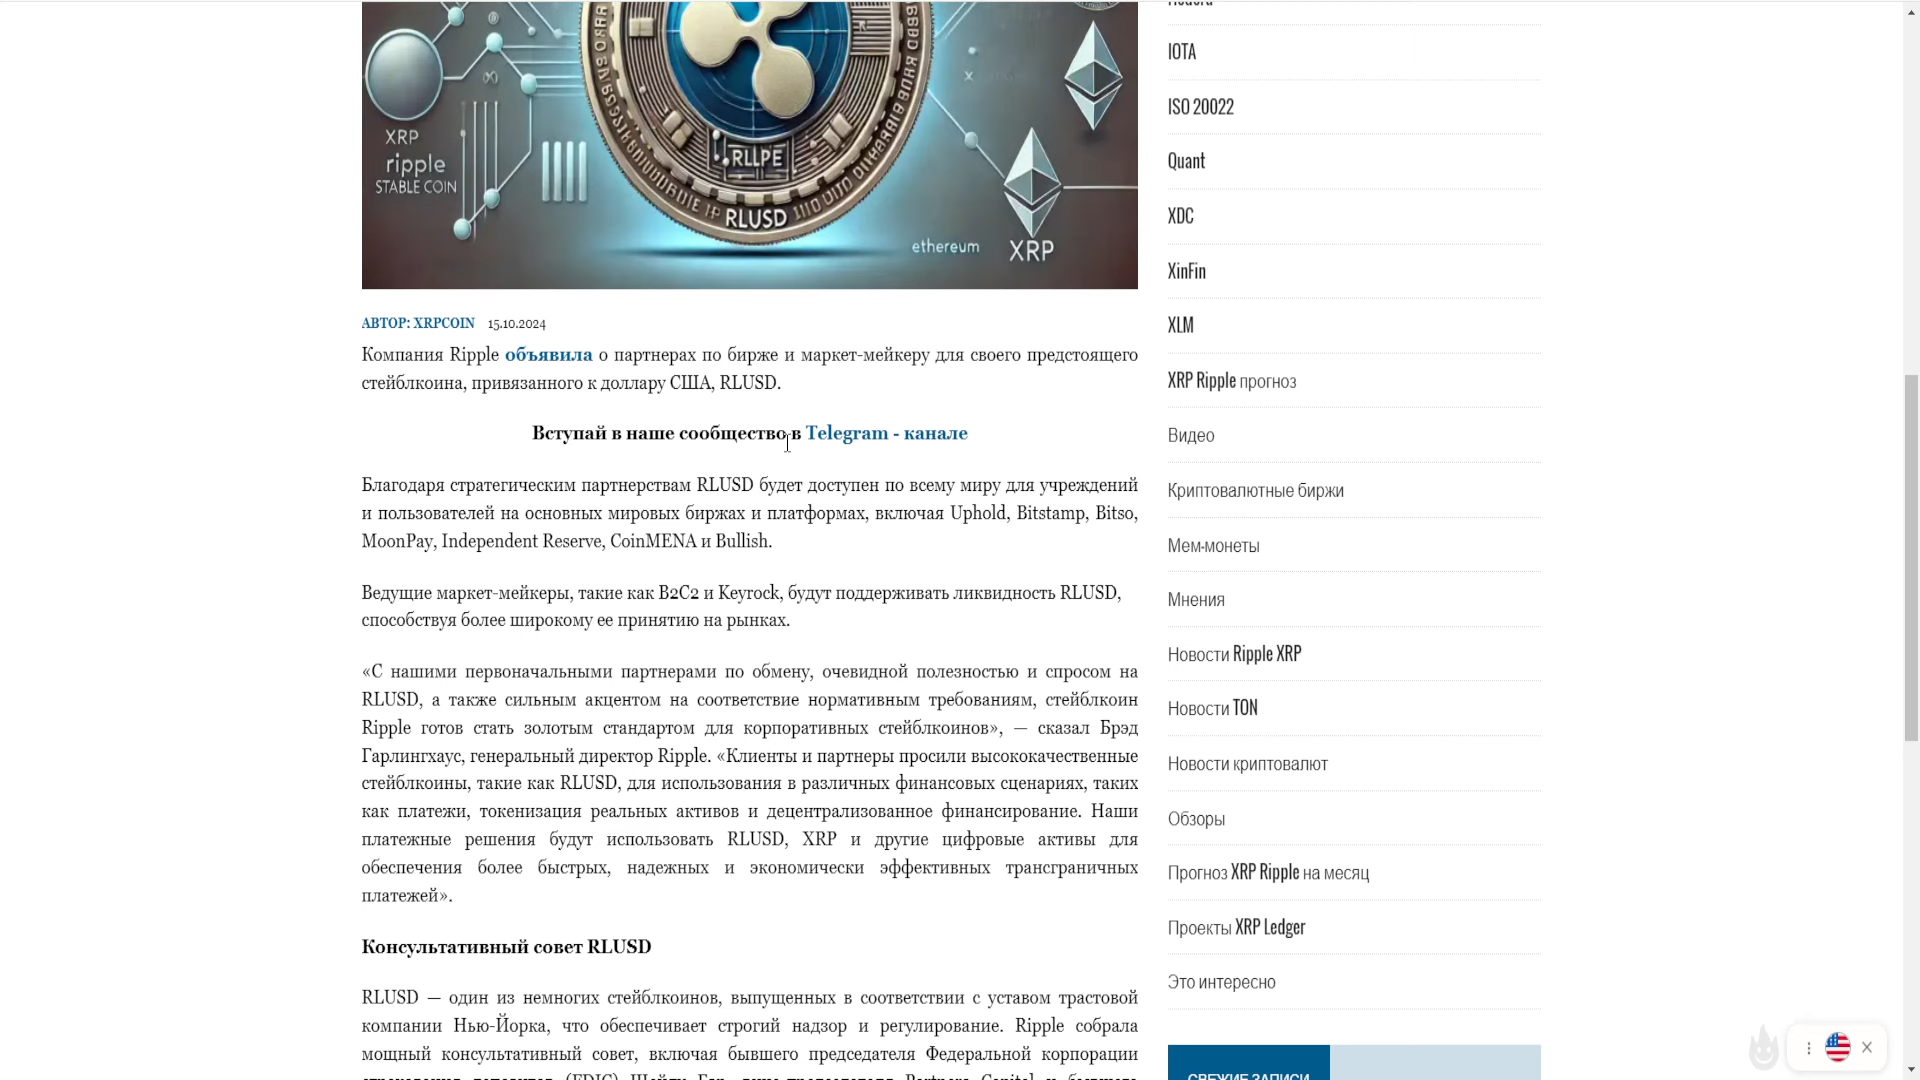 XRP
ripple
STABLE COIN
RLLPE
RLUSD
ethereum
XRP
АВТОР: XRPCOIN 15.10.2024
Компания Ripple объявила о партнерах по бирже и маркет-мейкеру для своего предстоящего
стейблкоина, привязанного к доллару США, RLUSD.
Вступай в наше сообщество в Telegram - канале
Благодаря стратегическим партнерствам RLUSD будет доступен по всему миру для учреждений
и пользователей на основных мировых биржах и платформах, включая Uphold, Bitstamp, Bitso,
MoonPay, Independent Reserve, CoinMENA и Bullish.
Ведущие маркет-мейкеры, такие как B2C2 и Keyrock, будут поддерживать ликвидность RLUSD,
способствуя более широкому ее принятию на рынках.
«С нашими первоначальными партнерами по обмену, очевидной полезностью и спросом на
RLUSD, а также сильным акцентом на соответствие нормативным требованиям, стейблкоин
Ripple готов стать золотым стандартом для корпоративных стейблкоинов», — сказал Брэд
Гарлингхаус, генеральный директор Ripple. «Клиенты и партнеры просили высококачественные
стейблкоины, такие как RLUSD, для использования в различных финансовых сценариях, таких
как платежи, токенизация реальных активов и децентрализованное финансирование. Наши
платежные решения будут использовать RLUSD, XRP и другие цифровые активы для
обеспечения более быстрых, надежных и экономически эффективных трансграничных
платежей».
Консультативный совет RLUSD
RLUSD — один из немногих стейблкоинов, выпущенных в соответствии с уставом трастовой
компании Нью-Йорка, что обеспечивает строгий надзор и регулирование. Ripple собрала
мощный консультативный совет, включая бывшего председателя Федеральной корпорации
IOTA
ISO 20022
Quant
XDC
XinFin
XLM
XRP Ripple прогноз
Видео
Криптовалютные биржи
Мем-монеты
Мнения
Новости Ripple XRP
Новости TON
Новости криптовалют
Обзоры
Прогноз XRP Ripple на месяц
Проекты XRP Ledger
Это интересно
СВЕЖИЕ ЗАПИСИ